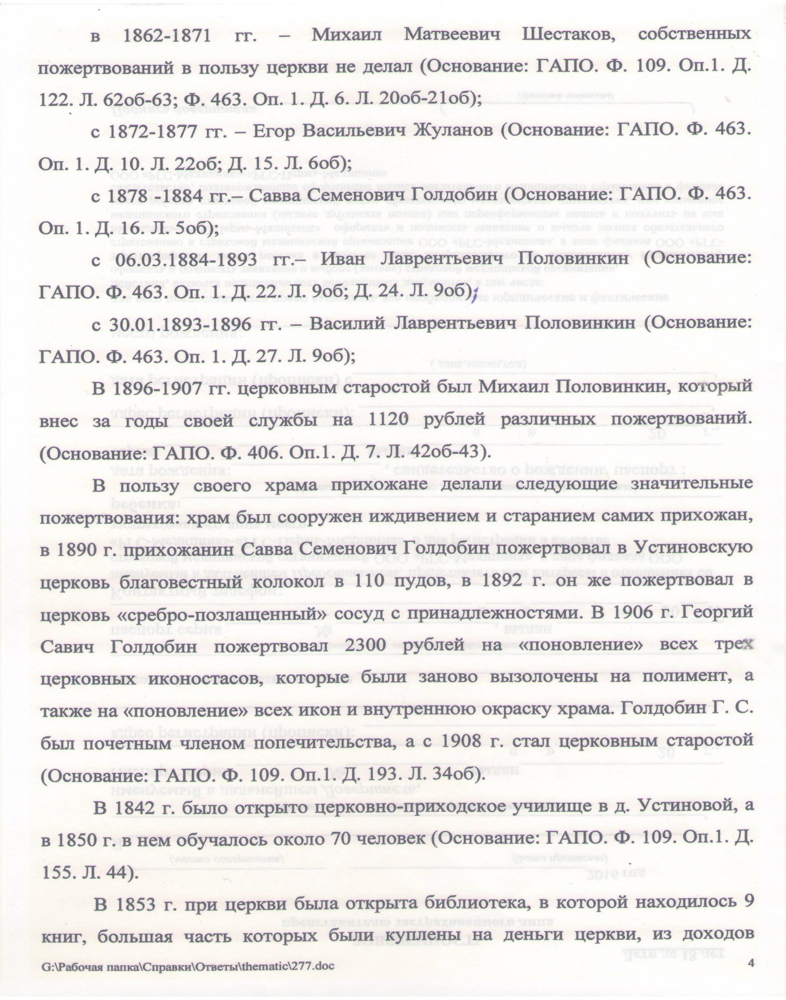 в 1862-1871 гг. – Михаил Матвеевич Шестаков, собственных
пожертвований в пользу церкви не делал (Основание: ГАПО. Ф. 109. Оп.1. Д.
122. Л. 62об-63; Ф. 463. Оп. 1. Д. 6. Л. 20об-21об);
с 1872-1877 гг. – Егор Васильевич Жуланов (Основание: ГАПО. Ф. 463.
Оп. 1. Д. 10. Л. 22об; Д. 15. Л. 6об);
с 1878 -1884 гг.– Савва Семенович Голдобин (Основание: ГАПО. Ф. 463.
Оп. 1. Д. 16. Л. 5об);
с 06.03.1884-1893 гг.– Иван Лаврентьевич Половинкин (Основание:
ГАПО. Ф. 463. Оп. 1. Д. 22. Л. 9об; Д. 24. Л. 9об);
с 30.01.1893-1896 гг. – Василий Лаврентьевич Половинкин (Основание:
ГАПО. Ф. 463. Оп. 1. Д. 27. Л. 9об);
В 1896-1907 гг. церковным старостой был Михаил Половинкин, который
внес за годы своей службы на 1120 рублей различных пожертвований.
(Основание: ГАПО. Ф. 406. Оп.1. Д. 7. Л. 42об-43).
В пользу своего храма прихожане делали следующие значительные
пожертвования: храм был сооружен иждивением и старанием самих прихожан,
в 1890 г. прихожанин Савва Семенович Голдобин пожертвовал в Устиновскую
церковь благовестный колокол в 110 пудов, в 1892 г. он же пожертвовал в
церковь «сребро-позлащенный» сосуд с принадлежностями. В 1906 г. Георгий
Савич Голдобин пожертвовал 2300 рублей на «поновление» всех трех
церковных иконостасов, которые были заново вызолочены на полимент, а
также на «поновление» всех икон и внутреннюю окраску храма. Голдобин Г. С.
был почетным членом попечительства, а с 1908 г. стал церковным старостой
(Основание: ГАПО. Ф. 109. Оп.1. Д. 193. Л. 34об).
В 1842 г. было открыто церковно-приходское училище в д. Устиновой, а
в 1850 г. в нем обучалось около 70 человек (Основание: ГАПО. Ф. 109. Оп.1. Д.
155. Л. 44).
В 1853 г. при церкви была открыта библиотека, в которой находилось 9
книг, большая часть которых были куплены на деньги церкви, из доходов
G:\Рабочая папка\Справки\Ответы\thematic\277.doc 4